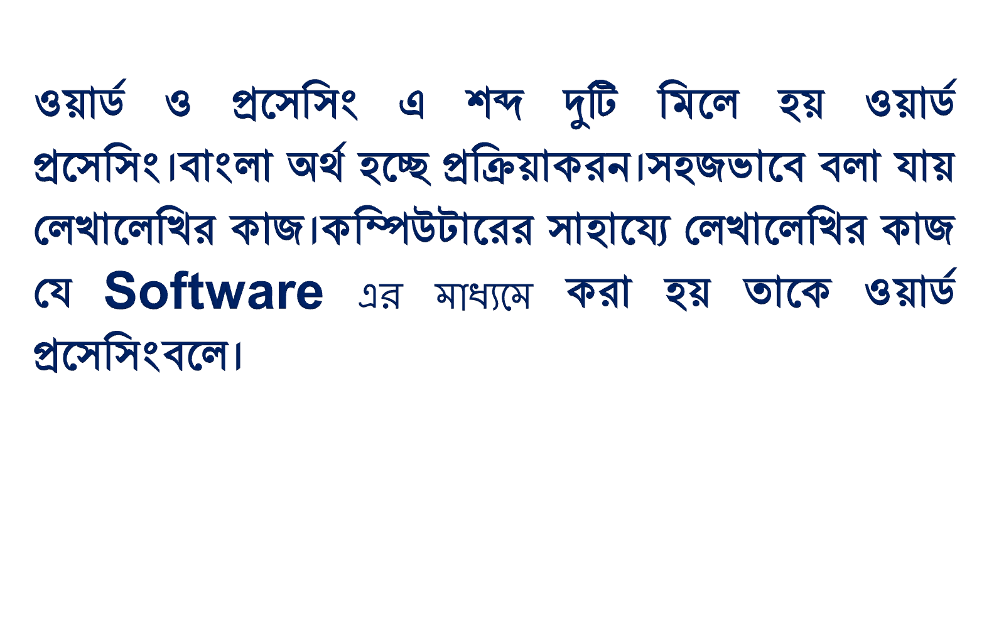 ওয়ার্ড ও প্রসেসিং এ শব্দ দুটি মিলে হয় ওয়ার্ড
প্রসেসিং।বাংলা অর্থ হচ্ছে প্রক্রিয়াকরন।সহজভাবে বলা যায়
লেখালেখির কাজ।কম্পিউটারের সাহায্যে লেখালেখির কাজ
যে Software এর মাধ্যমে করা হয় তাকে ওয়ার্ড
প্রসেসিংবলে।